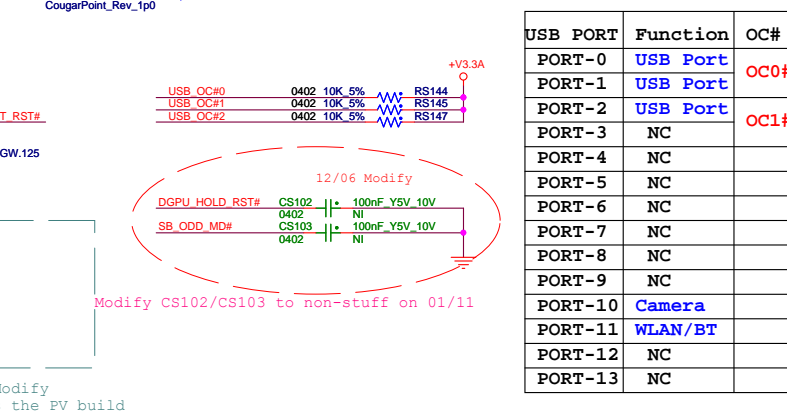 CougarPoint_Rev_1p0
+V3.3A
USB_OC#0 0402 10K_5% RS144
USB_OC#1 0402 10K_5% RS145
USB_OC#2 0402 10K_5% RS147
T_RST#
GW.125
12/06 Modify
DGPU_HOLD_RST# CS102 100nF_Y5V_10V
0402 NI
SB_ODD_MD# CS103 100nF_Y5V_10V
0402 NI
Modify CS102/CS103 to non-stuff on 01/11
Modify
the PV build
USB PORT Function OC#
PORT-0 USB Port OC0#
PORT-1 USB Port
PORT-2 USB Port OC1#
PORT-3 NC
PORT-4 NC
PORT-5 NC
PORT-6 NC
PORT-7 NC
PORT-8 NC
PORT-9 NC
PORT-10 Camera
PORT-11 WLAN/BT
PORT-12 NC
PORT-13 NC